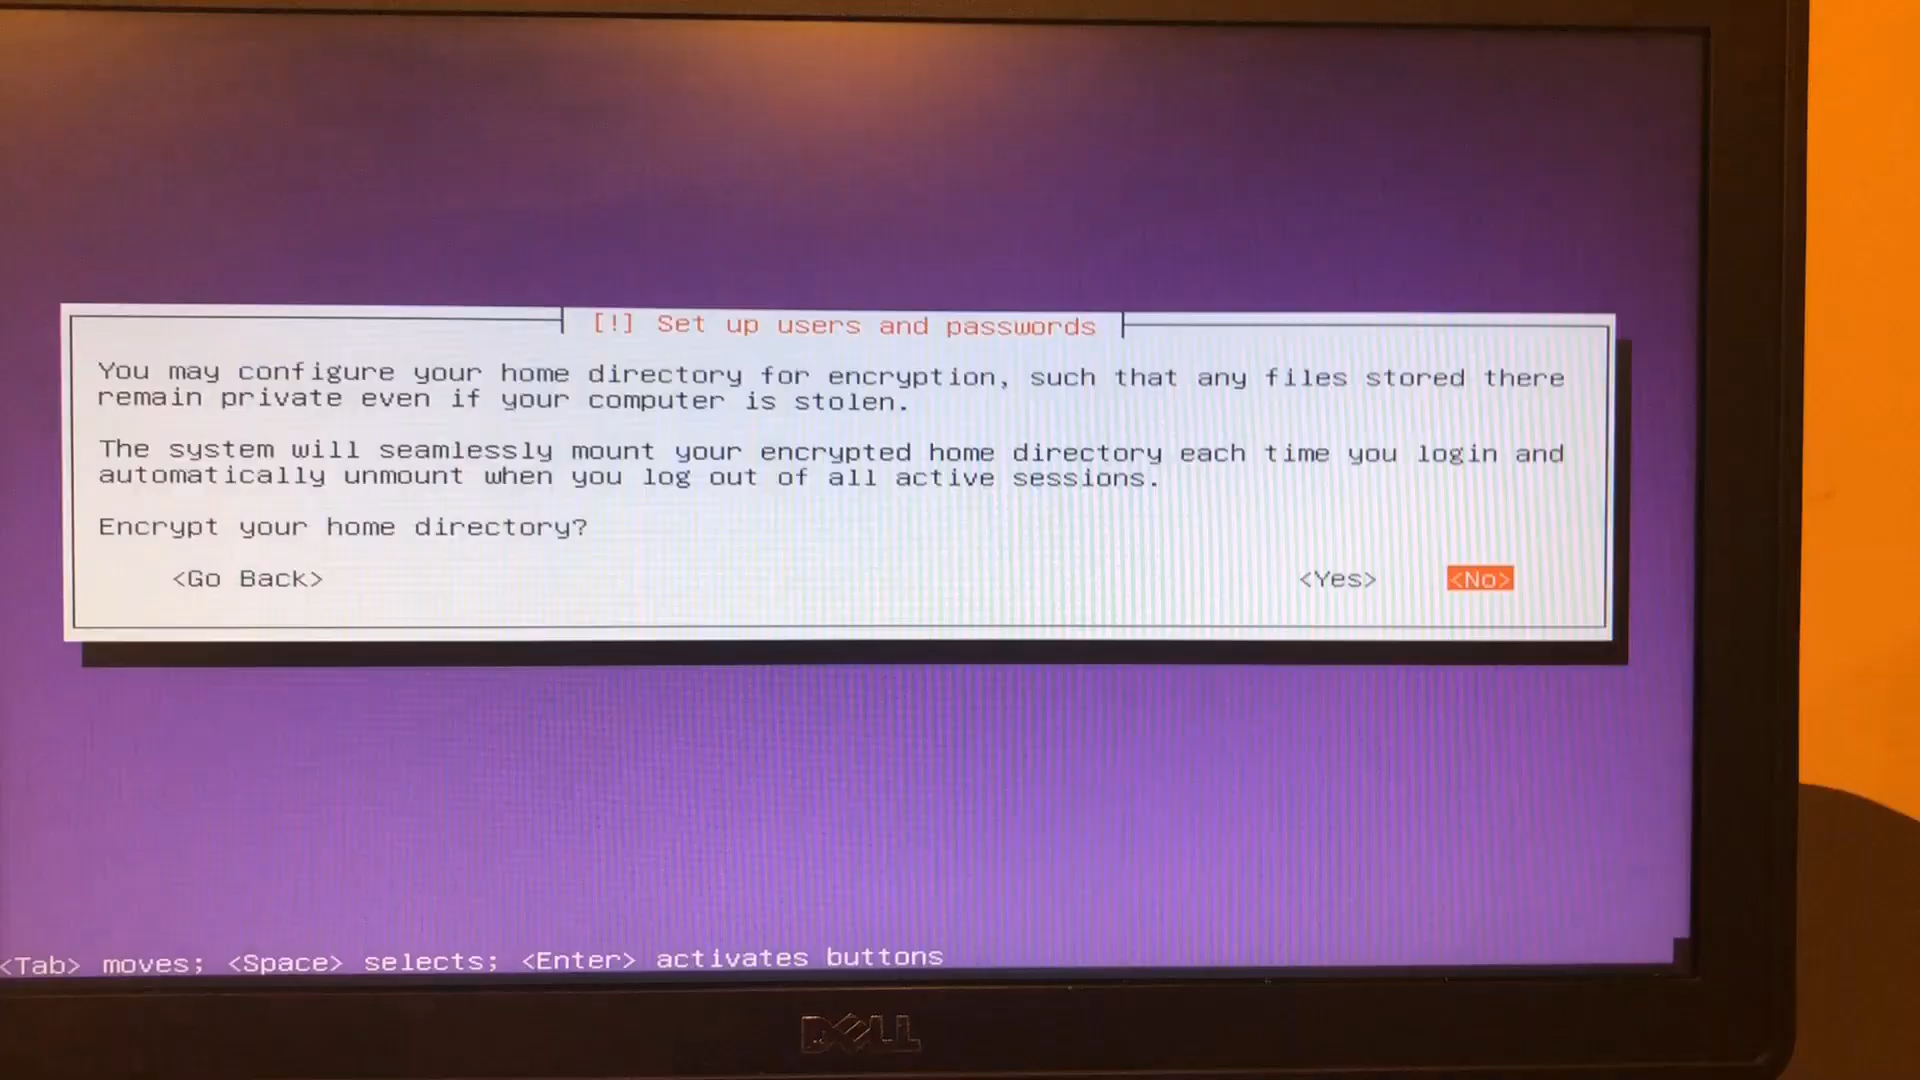 [!] Set up users and passwords
You may configure your home directory for encryption, such that any files stored there
remain private even if your computer is stolen.
The system will seamlessly mount your encrypted home directory each time you login and
automatically unmount when you log out of all active sessions.
Encrypt your home directory?
<Go Back> <Yes> <No>
<Tab> moves; <Space> selects; <Enter> activates buttons
DELL